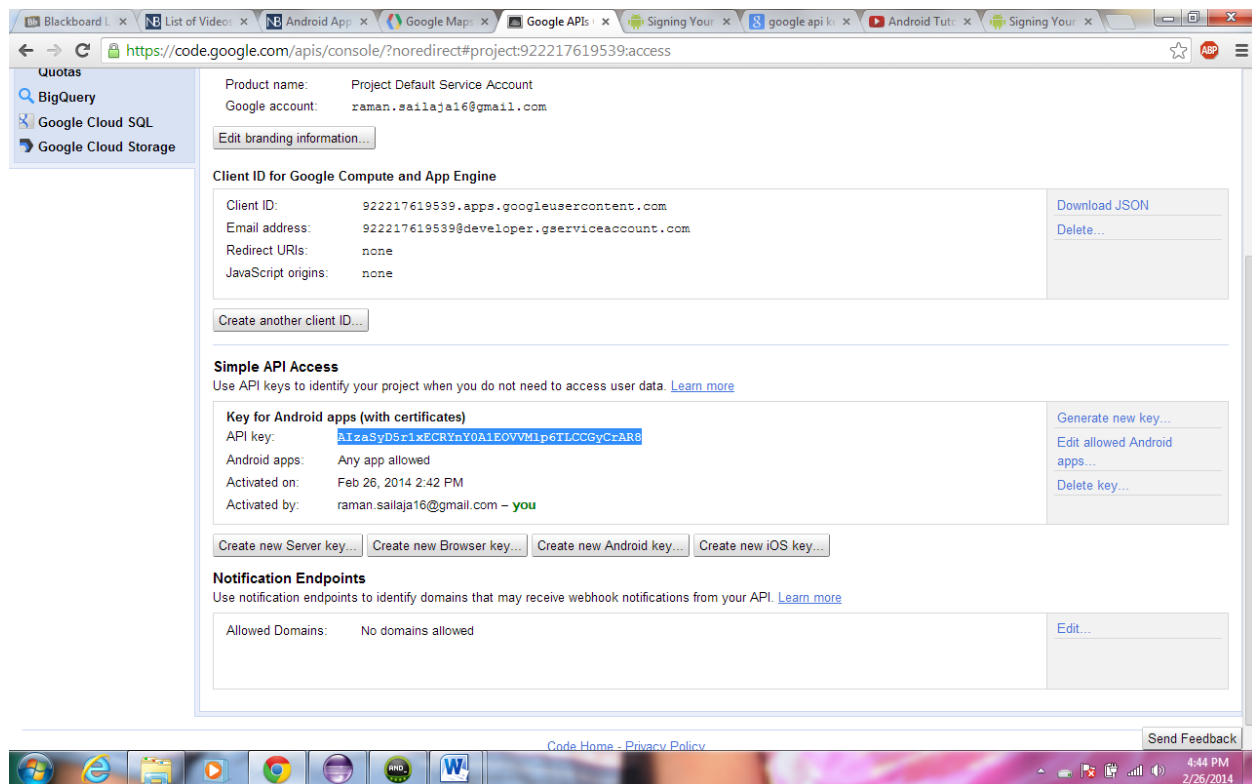 Blackboard L
List of Videos
Android App
Google Maps
Google APIs
Signing Your
google api k
Android Tuto
Signing Your
https://code.google.com/apis/console/?noredirect#project:922217619539:access
ABP
Quotas
BigQuery
Google Cloud SQL
Google Cloud Storage
Product name: Project Default Service Account
Google account: raman.sailaja16@gmail.com
Edit branding information...
Client ID for Google Compute and App Engine
Client ID: 922217619539.apps.googleusercontent.com
Email address: 922217619539@developer.gserviceaccount.com
Redirect URIs: none
JavaScript origins: none
Download JSON
Delete...
Create another client ID...
Simple API Access
Use API keys to identify your project when you do not need to access user data. Learn more
Key for Android apps (with certificates)
API key: AIzaSyD5r1xECRYnY0A1EOVVMlp6TLCCGyCrAR8
Android apps: Any app allowed
Activated on: Feb 26, 2014 2:42 PM
Activated by: raman.sailaja16@gmail.com – you
Generate new key...
Edit allowed Android
apps...
Delete key...
Create new Server key... Create new Browser key... Create new Android key... Create new iOS key...
Notification Endpoints
Use notification endpoints to identify domains that may receive webhook notifications from your API. Learn more
Allowed Domains: No domains allowed
Edit...
Code Home - Privacy Policy
Send Feedback
4:44 PM
2/26/2014